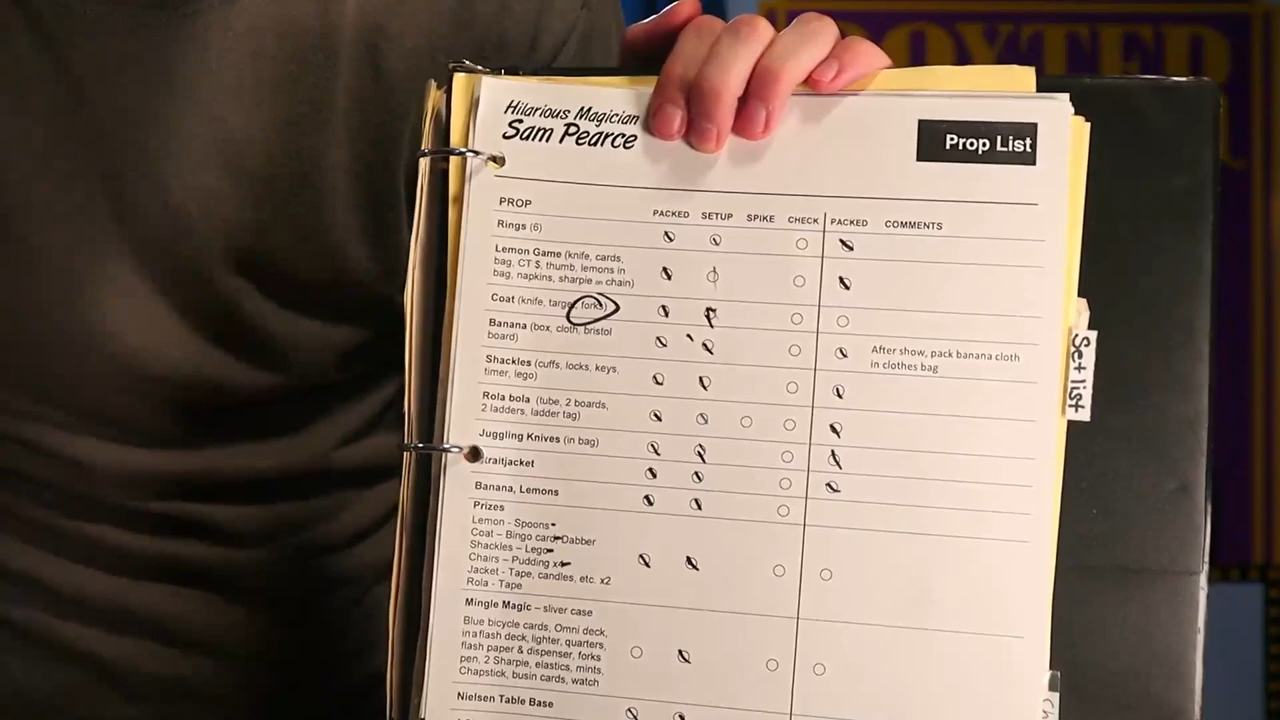 OXTED
Hilarious Magician
Sam Pearce
Prop List
PROP PACKED SETUP SPIKE CHECK PACKED COMMENTS
Rings (6)
Lemon Game (knife, cards,
bag, CT $, thumb, lemons in
bag, napkins, sharpie on chain)
Coat (knife, target, forks)
Banana (box, cloth, bristol
board)
After show, pack banana cloth
in clothes bag
Shackles (cuffs, locks, keys,
timer, lego)
Rola bola (tube, 2 boards,
2 ladders, ladder tag)
Juggling Knives (in bag)
traitjacket
Banana, Lemons
Prizes
Lemon - Spoons
Coat – Bingo card, Dabber
Shackles – Lego
Chairs – Pudding x4
Jacket - Tape, candles, etc. x2
Rola - Tape
Mingle Magic – sliver case
Blue bicycle cards, Omni deck,
in a flash deck, lighter, quarters,
flash paper & dispenser, forks
pen, 2 Sharpie, elastics, mints,
Chapstick, busin cards, watch
Nielsen Table Base
Set list
Ch